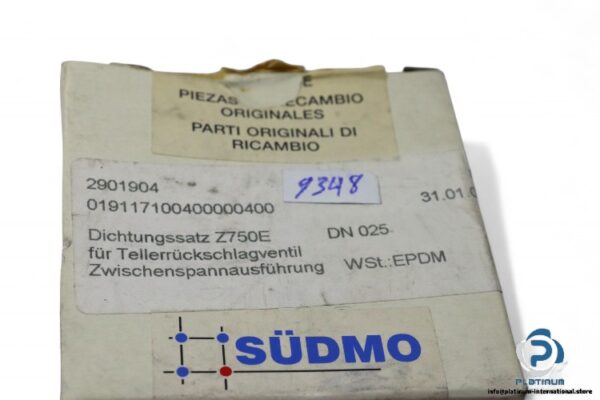 E
PIEZAS RECAMBIO
ORIGINALES
PARTI ORIGINALI DI
RICAMBIO
2901904
019117100400000400
9348
31.01.0
Dichtungssatz Z750E DN 025
für Tellerrückschlagventil
Zwischenspannausführung WSt.:EPDM
SÜDMO
PLATINUM
info@platinum-international.store